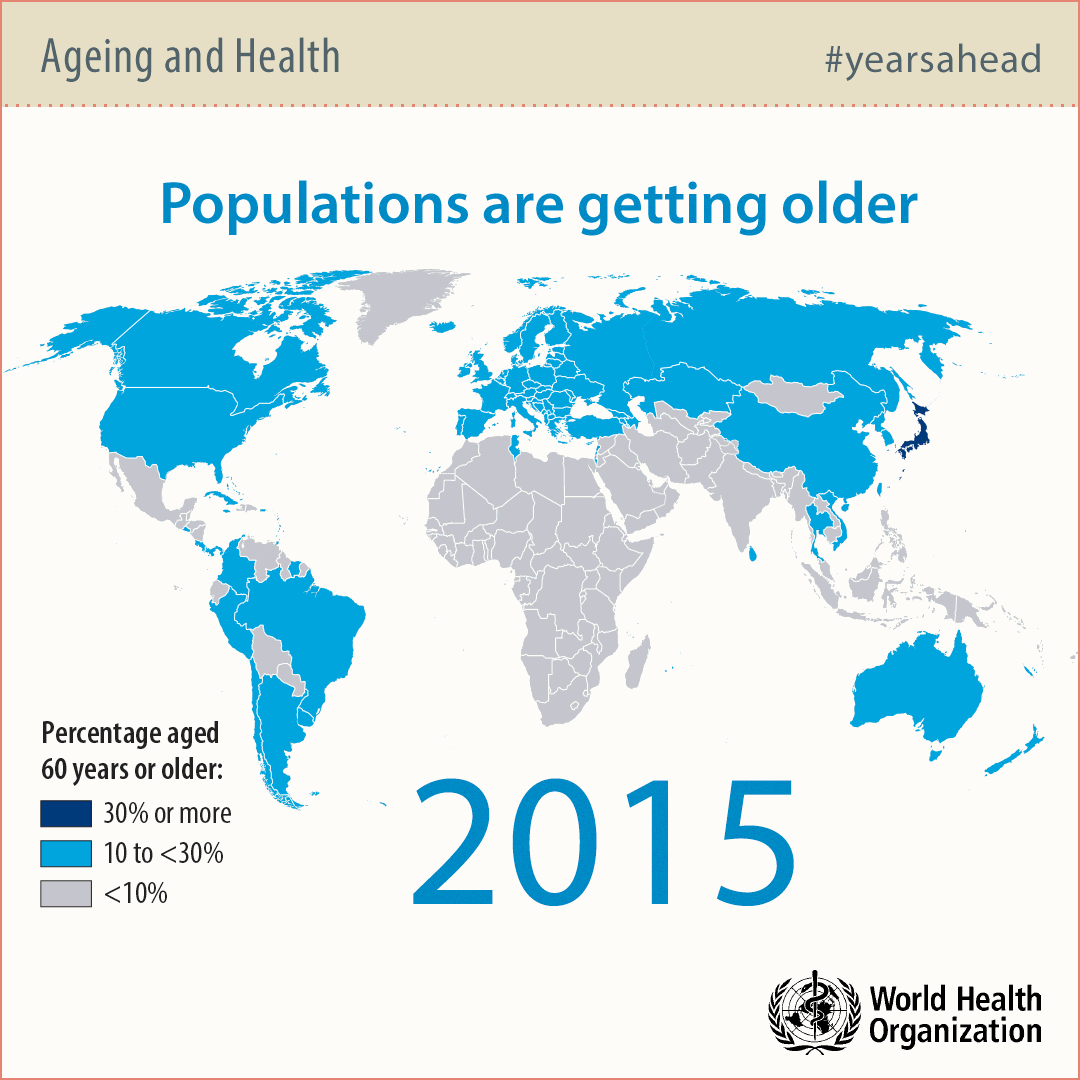 Ageing and Health
#yearsahead
Populations are getting older
Percentage aged
60 years or older:
30% or more
10 to <30%
<10%
2015
World Health
Organization